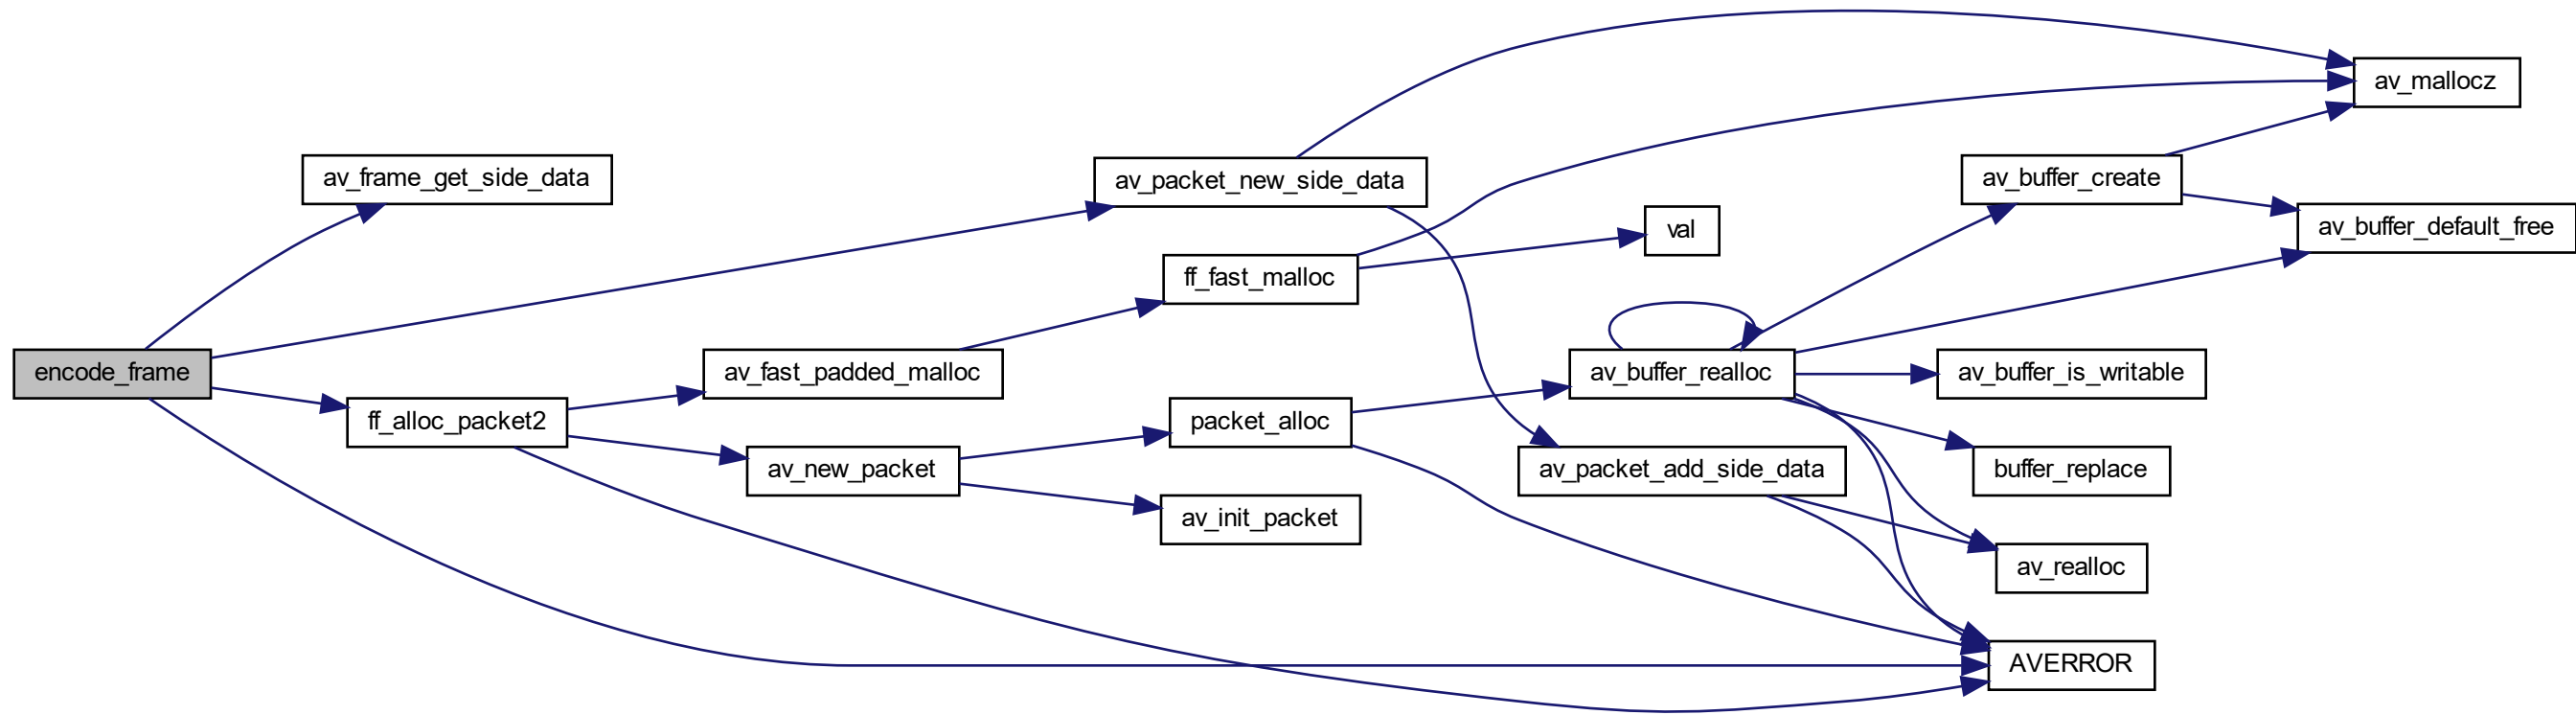 encode_frame
av_frame_get_side_data
av_packet_new_side_data
ff_alloc_packet2
av_fast_padded_malloc
av_new_packet
ff_fast_malloc
packet_alloc
av_init_packet
val
av_buffer_realloc
av_packet_add_side_data
av_buffer_create
av_buffer_is_writable
buffer_replace
av_realloc
AVERROR
av_mallocz
av_buffer_default_free